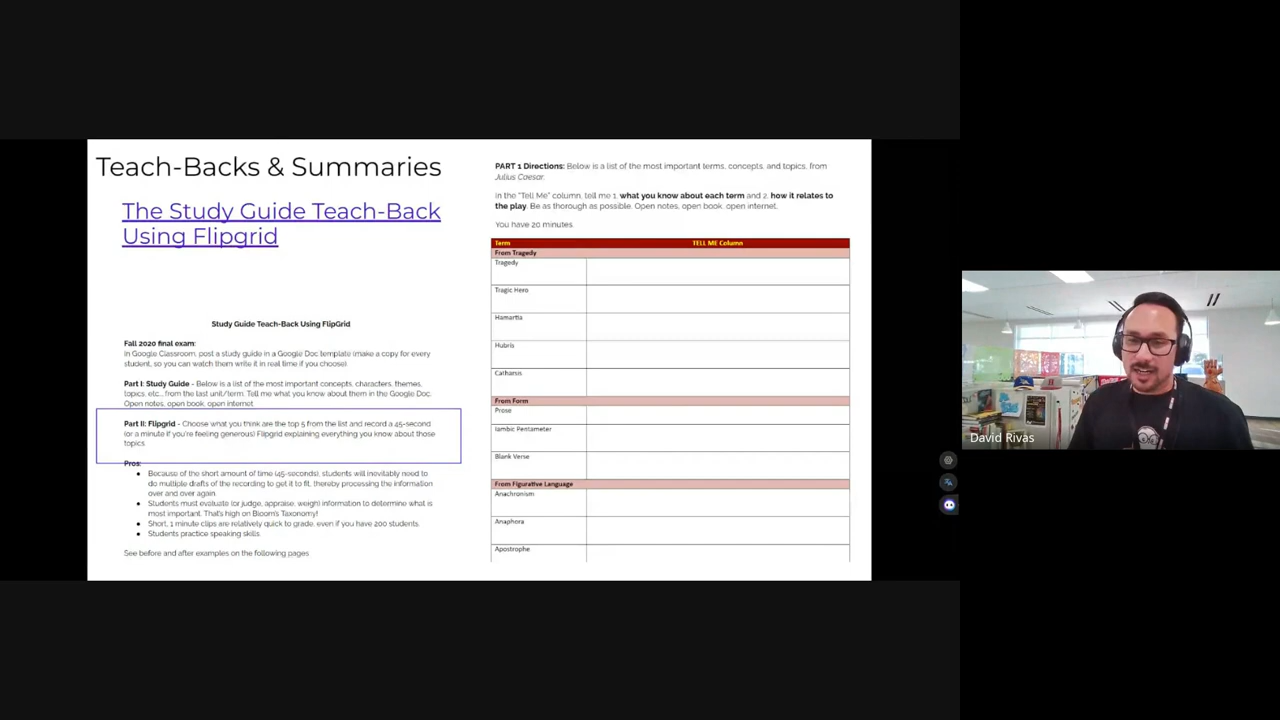 Teach-Backs & Summaries
The Study Guide Teach-Back
Using Flipgrid
Study Guide Teach-Back Using FlipGrid
Fall 2020 final exam:
In Google Classroom, post a study guide in a Google Doc template (make a copy for every
student, so you can watch them write it in real time if you choose)
Part I: Study Guide - Below is a list of the most important concepts, characters, themes,
topics, etc... from the last unit/term. Tell me what you know about them in the Google Doc.
Open notes, open book, open internet.
Part II: Flipgrid - Choose what you think are the top 5 from the list and record a 45-second
(or a minute if you're feeling generous) Flipgrid explaining everything you know about those
topics
Pros:
● Because of the short amount of time (45-seconds), students will inevitably need to
do multiple drafts of the recording to get it to fit, thereby processing the information
over and over again.
● Students must evaluate (or judge, appraise, weigh) information to determine what is
most important. That's high on Bloom's Taxonomy!
● Short, 1 minute clips are relatively quick to grade, even if you have 200 students.
● Students practice speaking skills.
See before and after examples on the following pages
PART 1 Directions: Below is a list of the most important terms, concepts, and topics, from
Julius Caesar.
In the "Tell Me" column, tell me 1. what you know about each term and 2. how it relates to
the play. Be as thorough as possible. Open notes, open book, open internet.
You have 20 minutes.
Term TELL ME Column
From Tragedy
Tragedy
Tragic Hero
Hamartia
Hubris
Catharsis
From Form
Prose
Iambic Pentameter
Blank Verse
From Figurative Language
Anachronism
Anaphora
Apostrophe
David Rivas